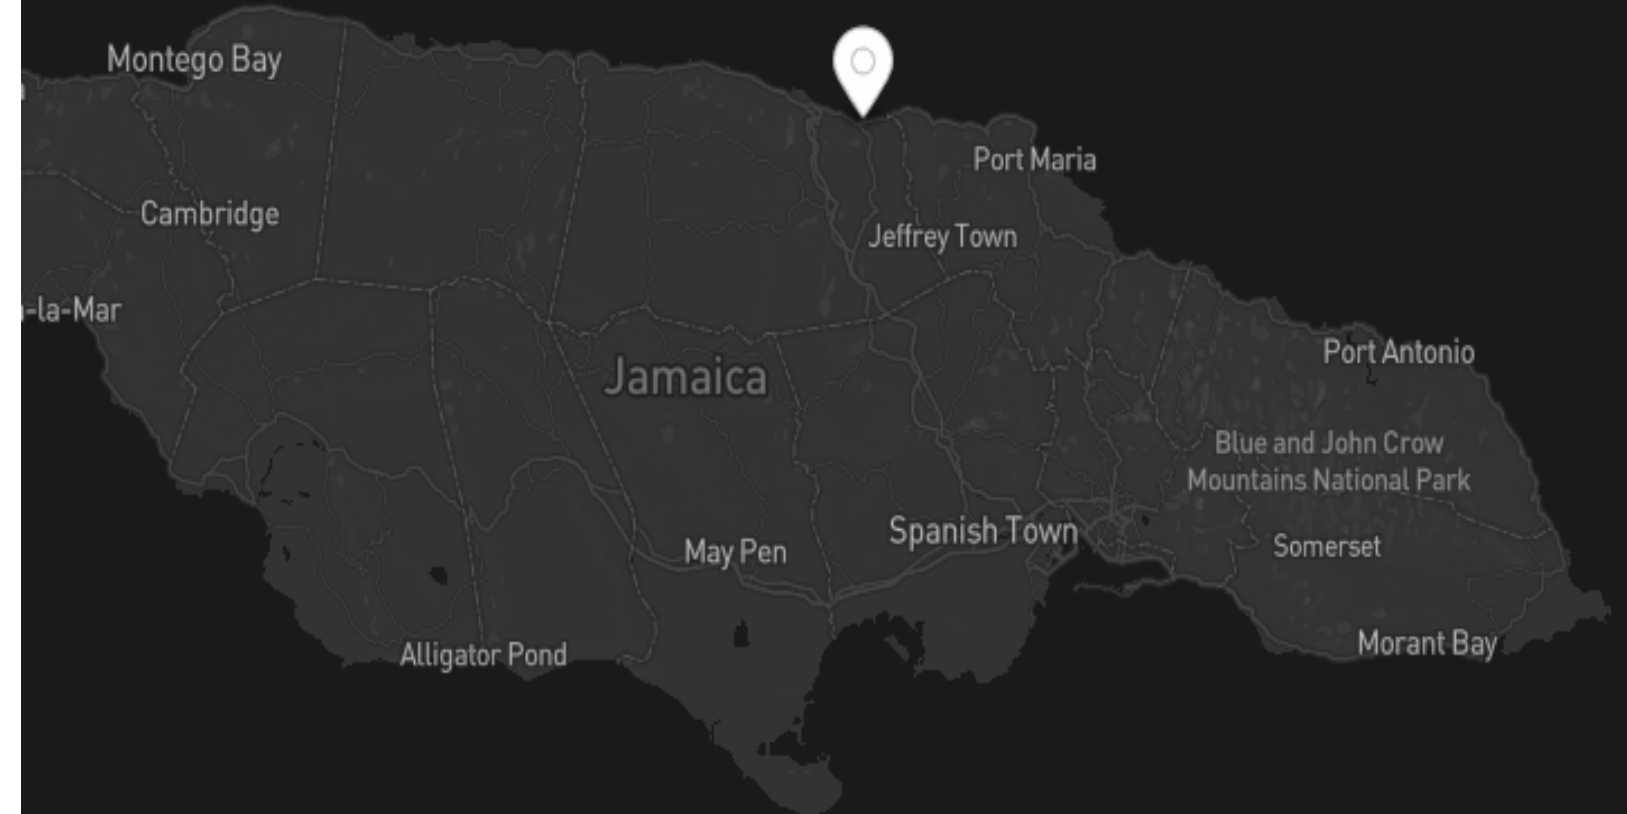 Montego Bay
Port Maria
Cambridge
Jeffrey Town
-la-Mar
Port Antonio
Jamaica
Blue and John Crow
Mountains National Park
Spanish Town
Somerset
May Pen
Morant Bay
Alligator Pond